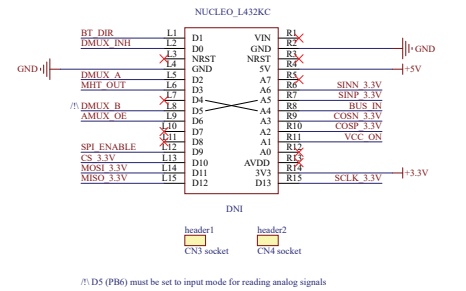 NUCLEO_L432KC
BT_DIR L1 D1 VIN R1
DMUX_INH L2 D0 GND R2 GND
L3 NRST NRST R3
GND L4 GND 5V R4 +5V
DMUX_A L5 D2 A7 R5
MHT_OUT L6 D3 A6 R6 SINN_3.3V
L7 D4 A5 R7 SINP_3.3V
/!\ DMUX_B L8 D5 A4 R8 BUS_IN
AMUX_OE L9 D6 A3 R9 COSN_3.3V
L10 D7 A2 R10 COSP_3.3V
L11 D8 A1 R11 VCC_ON
SPI_ENABLE L12 D9 A0 R12
CS_3.3V L13 D10 AVDD R13
MOSI_3.3V L14 D11 3V3 R14 +3.3V
MISO_3.3V L15 D12 D13 R15 SCLK_3.3V
DNI
header1 header2
CN3 socket CN4 socket
/!\ D5 (PB6) must be set to input mode for reading analog signals